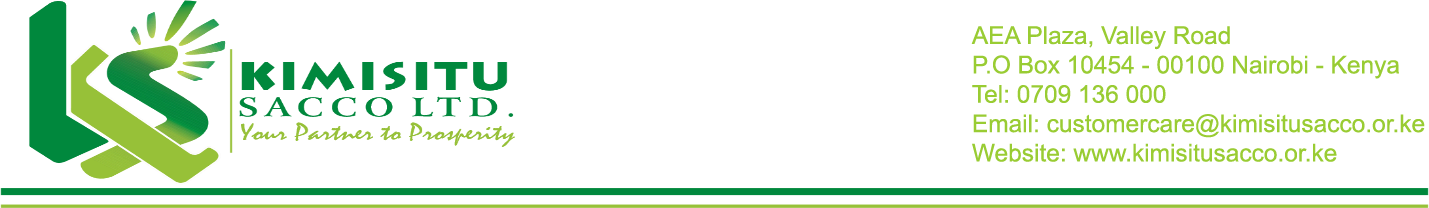 KIMISITU
SACCO LTD.
Your Partner to Prosperity
AEA Plaza, Valley Road
P.O Box 10454 - 00100 Nairobi - Kenya
Tel: 0709 136 000
Email: customercare@kimisitusacco.or.ke
Website: www.kimisitusacco.or.ke